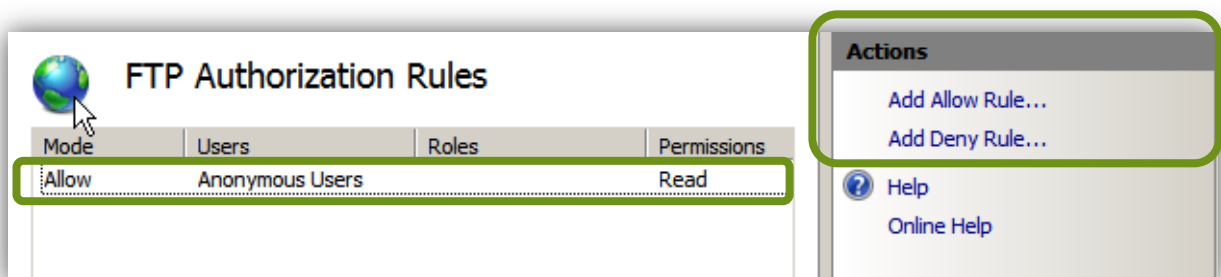 FTP Authorization Rules
Mode Users Roles Permissions
Allow Anonymous Users Read
Actions
Add Allow Rule...
Add Deny Rule...
Help
Online Help